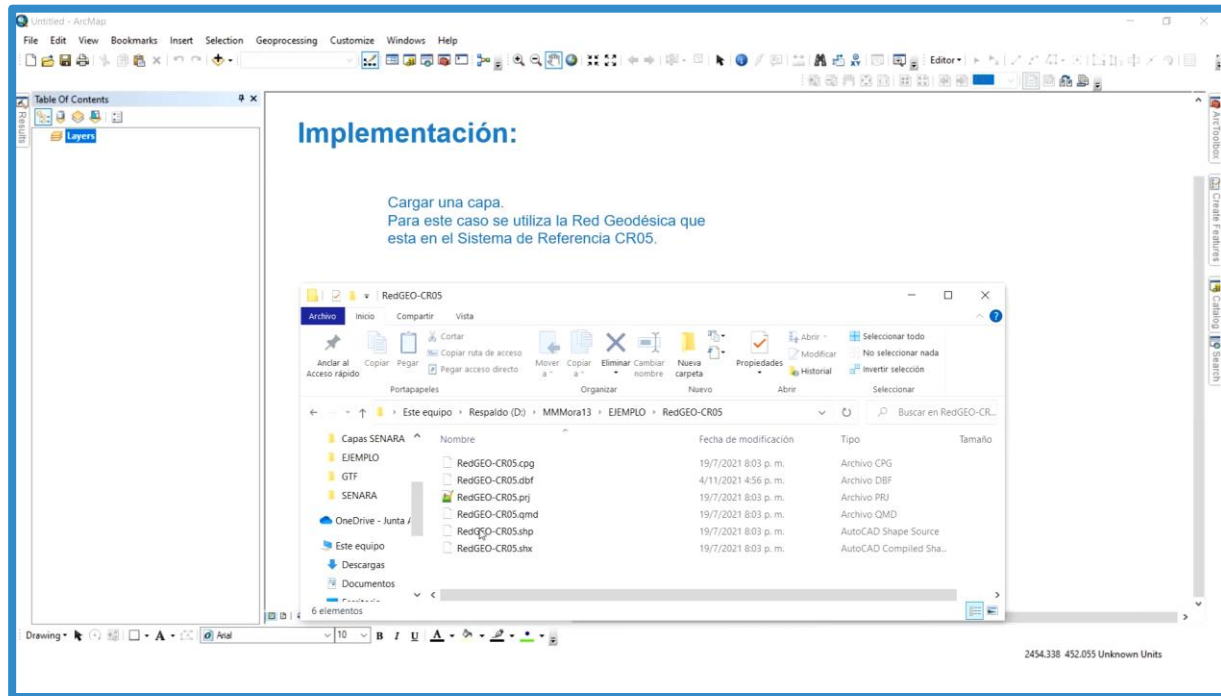 Untitled - ArcMap
File Edit View Bookmarks Insert Selection Geoprocessing Customize Windows Help
Editor
Table Of Contents
Results
Layers
Implementación:
Cargar una capa.
Para este caso se utiliza la Red Geodésica que
esta en el Sistema de Referencia CR05.
RedGEO-CR05
Archivo Inicio Compartir Vista
Anclar al
Acceso rápido
Copiar
Pegar
Cortar
Copiar ruta de acceso
Pegar acceso directo
Portapapeles
Mover
a
Copiar
a
Eliminar
Cambiar
nombre
Organizar
Nueva
carpeta
Nuevo
Propiedades
Abrir
Modificar
Historial
Abrir
Seleccionar todo
No seleccionar nada
Invertir selección
Seleccionar
Este equipo › Respaldo (D:) › MMMora13 › EJEMPLO › RedGEO-CR05
Buscar en RedGEO-CR...
Capas SENARA
EJEMPLO
GTF
SENARA
OneDrive - Junta
Este equipo
Descargas
Documentos
Nombre Fecha de modificación Tipo Tamaño
RedGEO-CR05.cpg 19/7/2021 8:03 p. m. Archivo CPG
RedGEO-CR05.dbf 4/11/2021 4:56 p. m. Archivo DBF
RedGEO-CR05.prj 19/7/2021 8:03 p. m. Archivo PRJ
RedGEO-CR05.qmd 19/7/2021 8:03 p. m. Archivo QMD
RedGEO-CR05.shp 19/7/2021 8:03 p. m. AutoCAD Shape Source
RedGEO-CR05.shx 19/7/2021 8:03 p. m. AutoCAD Compiled Sha...
6 elementos
ArcToolbox
Create Features
Catalog
Search
Drawing A Arial 10 B I U A
2454.338 452.055 Unknown Units